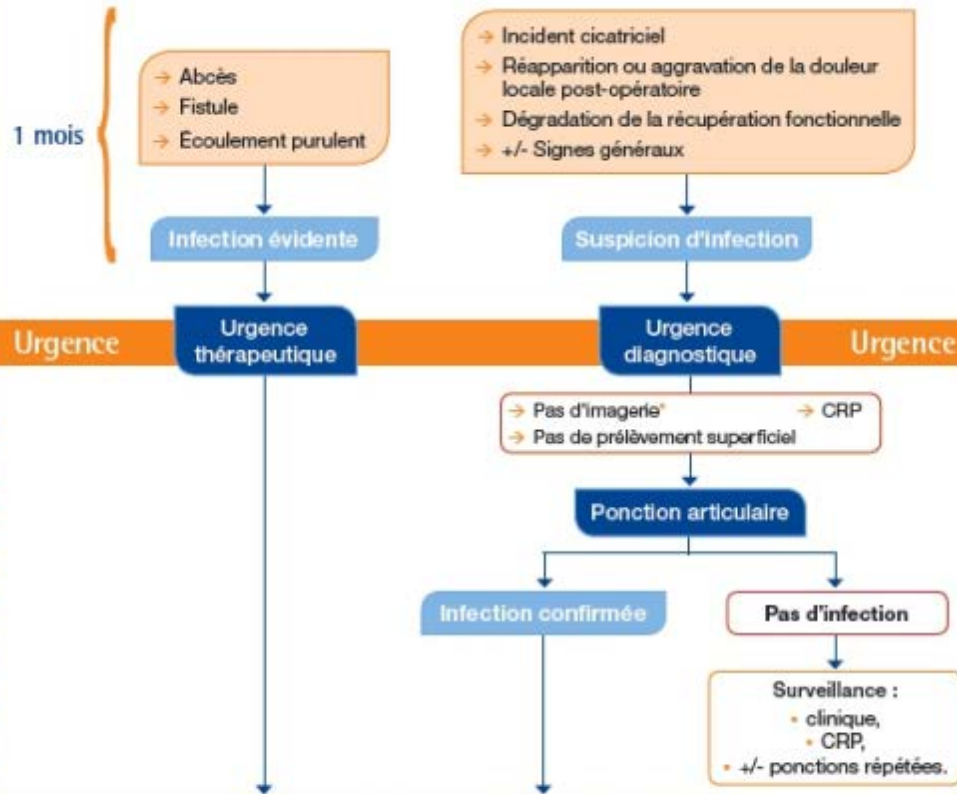 1 mois
→ Abcès
→ Fistule
→ Écoulement purulent
→ Incident cicatriciel
→ Réapparition ou aggravation de la douleur
locale post-opératoire
→ Dégradation de la récupération fonctionnelle
→ +/- Signes généraux
Infection évidente
Suspicion d'infection
Urgence
Urgence
thérapeutique
Urgence
diagnostique
Urgence
→ Pas d'imagerie*
→ CRP
→ Pas de prélèvement superficiel
Ponction articulaire
Infection confirmée
Pas d'infection
Surveillance :
• clinique,
• CRP,
• +/- ponctions répétées.